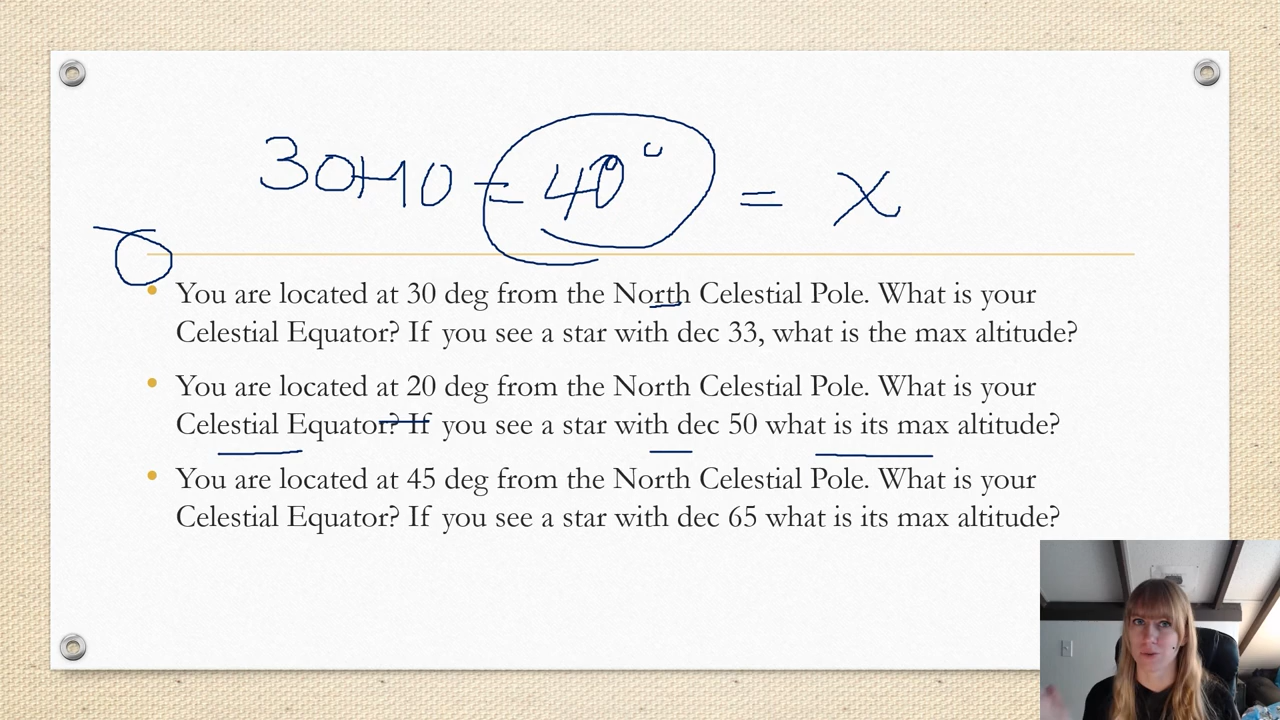 30+10 = 40° = X
• You are located at 30 deg from the North Celestial Pole. What is your
Celestial Equator? If you see a star with dec 33, what is the max altitude?
• You are located at 20 deg from the North Celestial Pole. What is your
Celestial Equator? If you see a star with dec 50 what is its max altitude?
• You are located at 45 deg from the North Celestial Pole. What is your
Celestial Equator? If you see a star with dec 65 what is its max altitude?